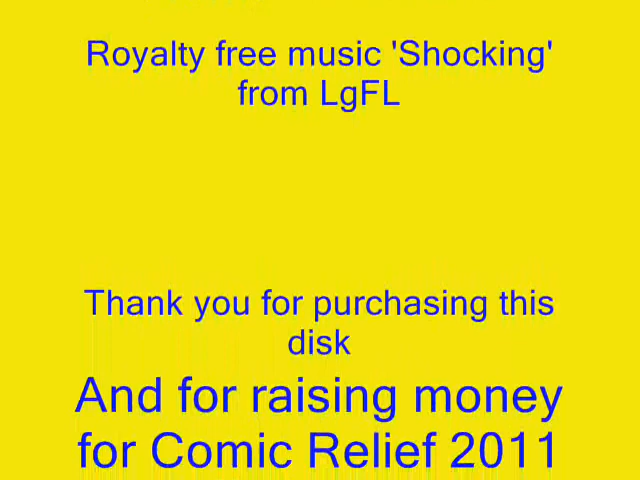 Royalty free music 'Shocking'
from LgFL
Thank you for purchasing this
disk
And for raising money
for Comic Relief 2011